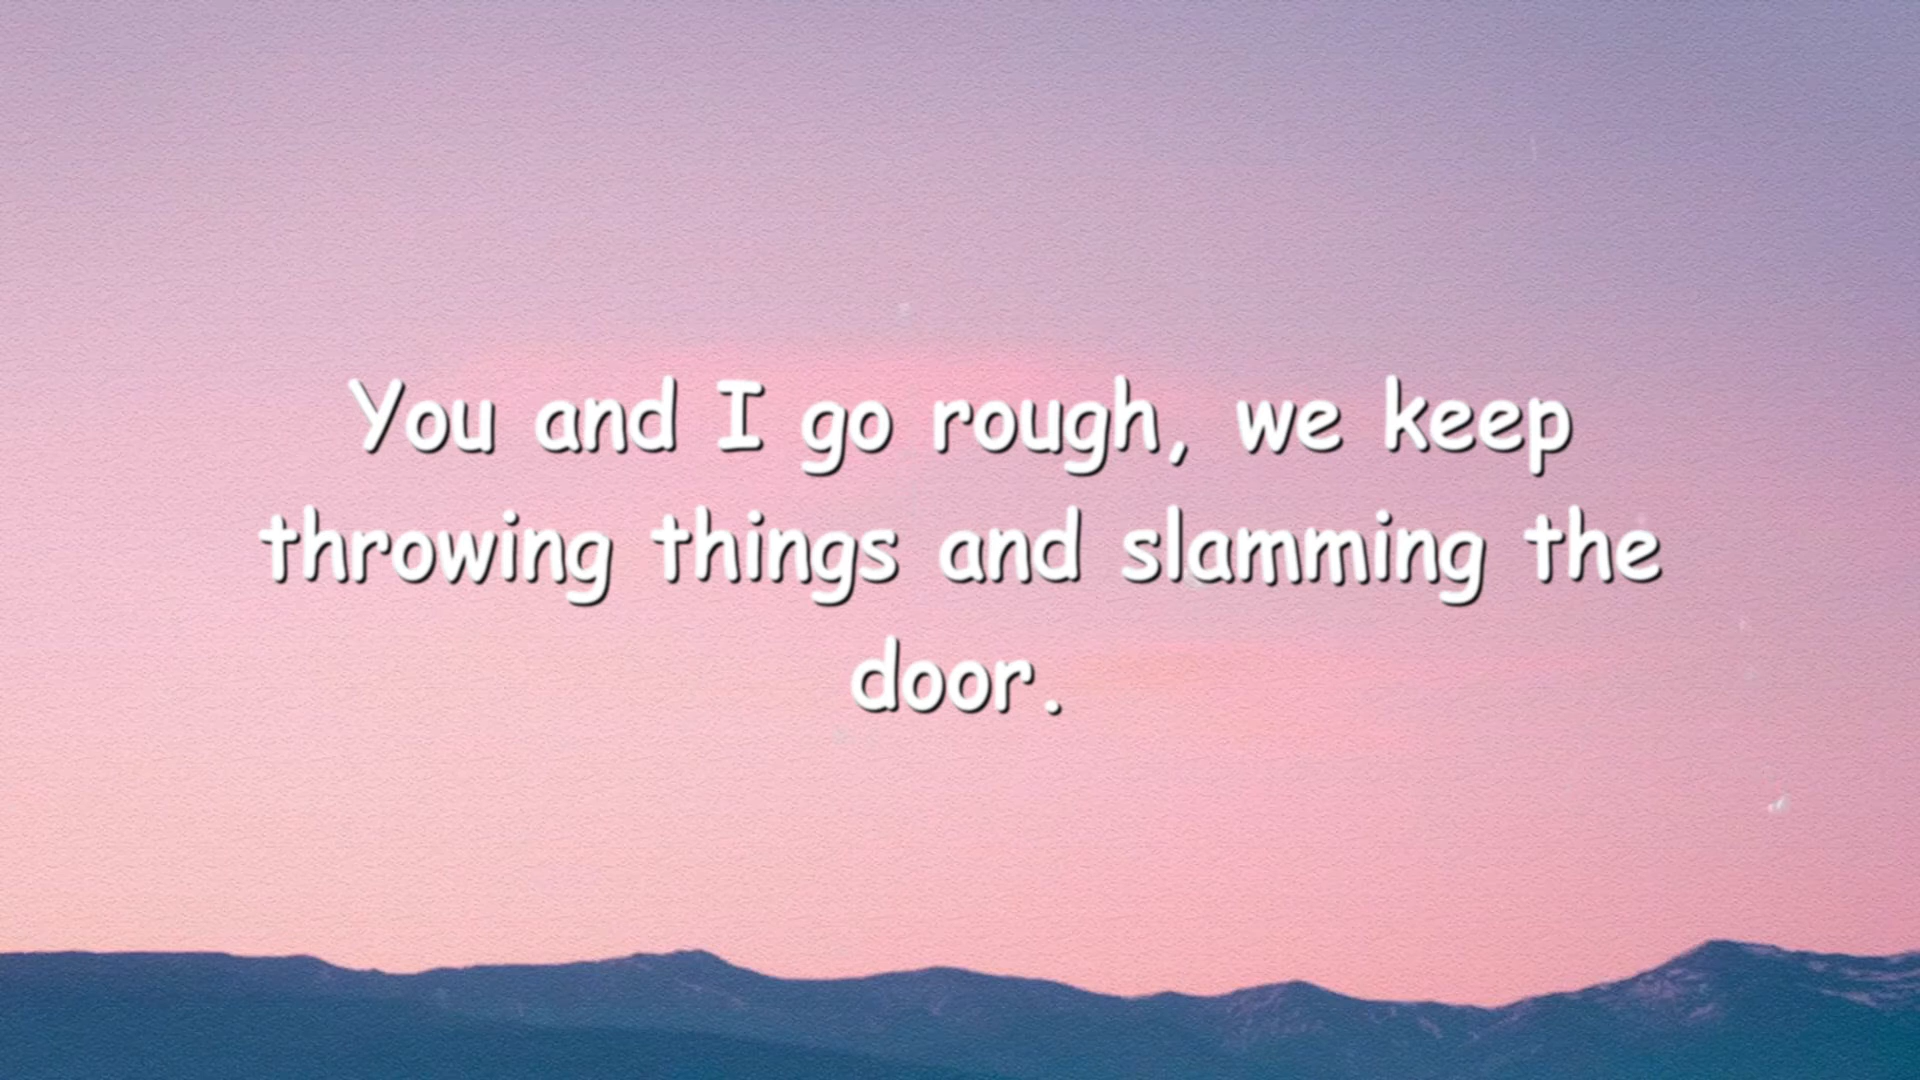 You and I go rough, we keep
throwing things and slamming the
door.